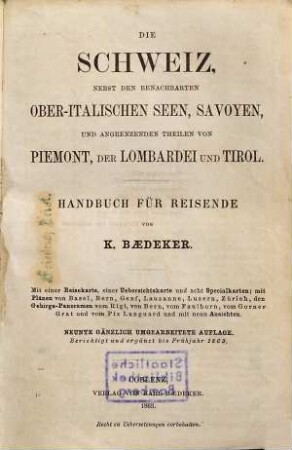 DIE
SCHWEIZ,
NEBST DEN BENACHBARTEN
OBER-ITALISCHEN SEEN, SAVOYEN,
UND ANGRENZENDEN THEILEN VON
PIEMONT, DER LOMBARDEI UND TIROL.
HANDBUCH FÜR REISENDE
VON
K. BÆDEKER.
Mit einer Reisekarte, einer Uebersichtskarte und acht Specialkarten; mit
Plänen von Basel, Bern, Genf, Lausanne, Luzern, Zürich, den
Gebirgs-Panoramen vom Rigi, von Bern, vom Faulhorn, vom Gorner
Grat und vom Piz Languard und mit neun Ansichten.
NEUNTE GÄNZLICH UMGEARBEITETE AUFLAGE.
Berichtigt und ergänzt bis Frühjahr 1862.
Staatliche
Bibliothek
COBLENZ,
VERLAG VON KARL BÆDEKER.
1862.
Recht zu Uebersetzungen vorbehalten.